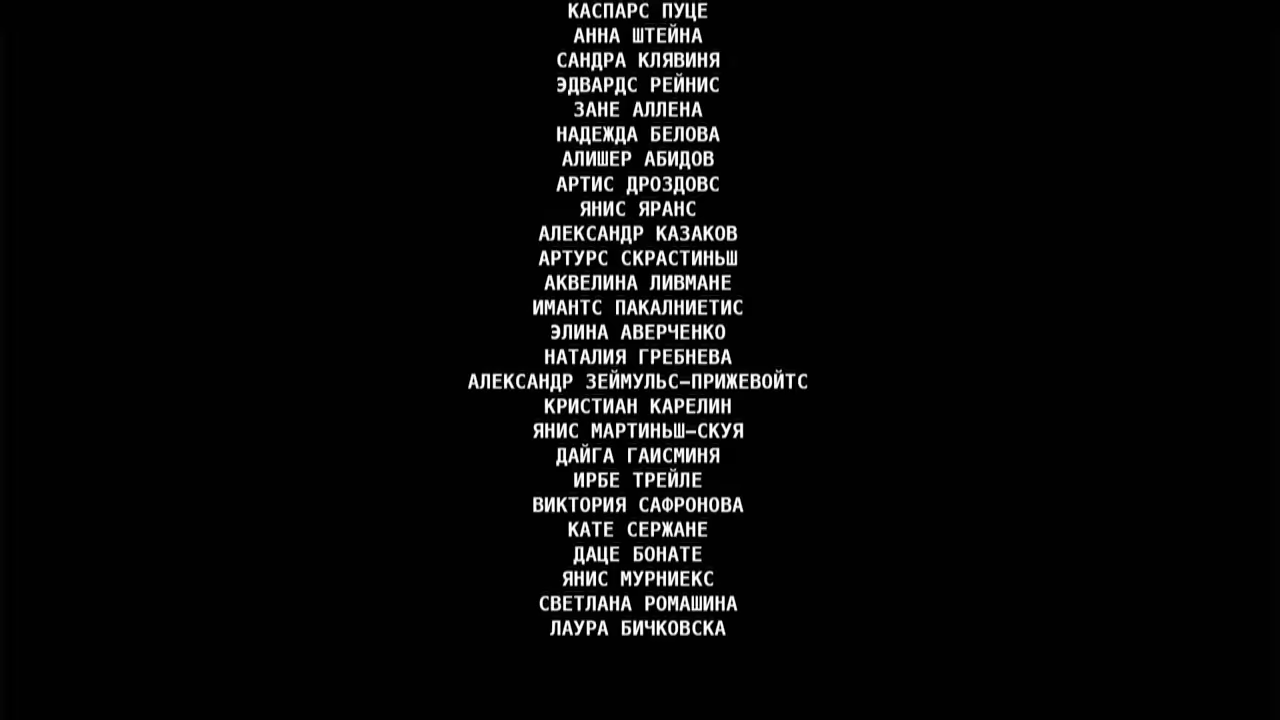 КАСПАРС ПУЦЕ
АННА ШТЕЙНА
САНДРА КЛЯВИНЯ
ЭДВАРДС РЕЙНИС
ЗАНЕ АЛЛЕНА
НАДЕЖДА БЕЛОВА
АЛИШЕР АБИДОВ
АРТИС ДРОЗДОВС
ЯНИС ЯРАНС
АЛЕКСАНДР КАЗАКОВ
АРТУРС СКРАСТИНЬШ
АКВЕЛИНА ЛИВМАНЕ
ИМАНТС ПАКАЛНИЕТИС
ЭЛИНА АВЕРЧЕНКО
НАТАЛИЯ ГРЕБНЕВА
АЛЕКСАНДР ЗЕЙМУЛЬС-ПРИЖЕВОЙТС
КРИСТИАН КАРЕЛИН
ЯНИС МАРТИНЬШ-СКУЯ
ДАЙГА ГАИСМИНЯ
ИРБЕ ТРЕЙЛЕ
ВИКТОРИЯ САФРОНОВА
КАТЕ СЕРЖАНЕ
ДАЦЕ БОНАТЕ
ЯНИС МУРНИЕКС
СВЕТЛАНА РОМАШИНА
ЛАУРА БИЧКОВСКА